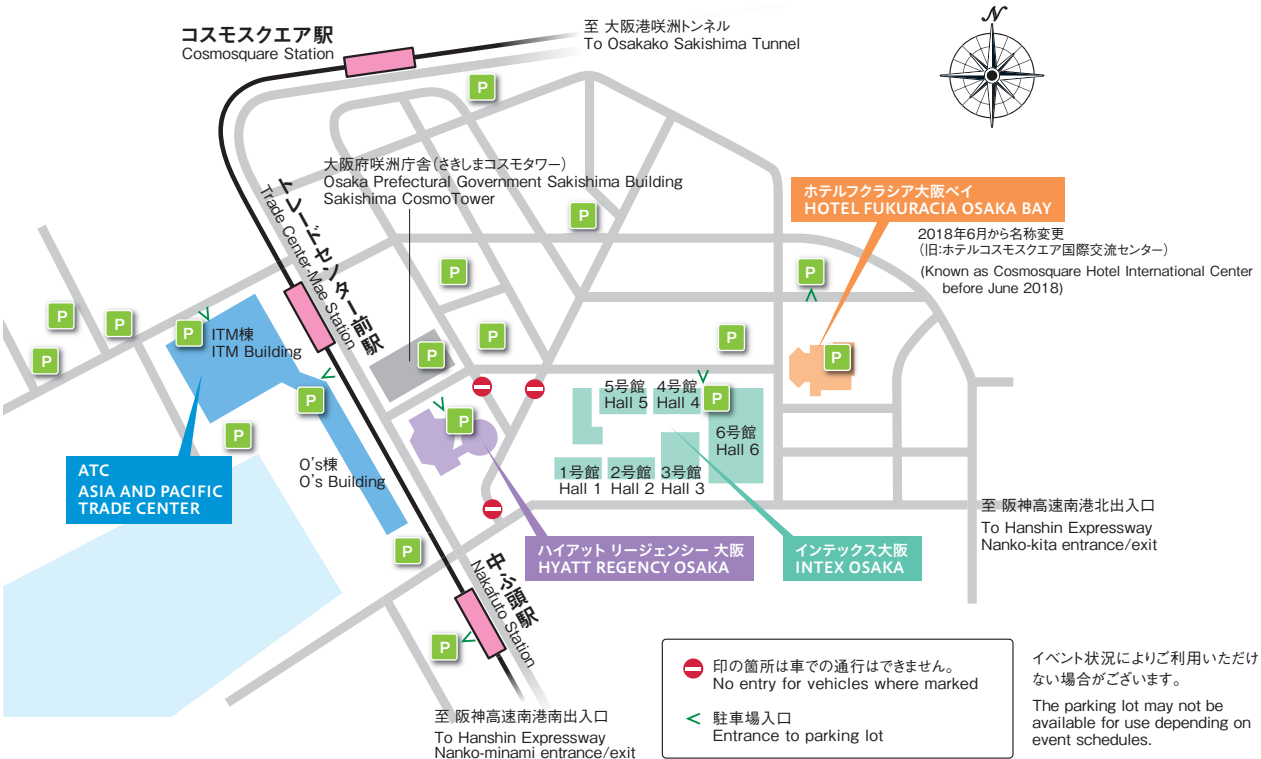 コスモスクエア駅
Cosmosquare Station
至 大阪港咲洲トンネル
To Osakako Sakishima Tunnel
N
P
大阪府咲洲庁舎(さきしまコスモタワー)
Osaka Prefectural Government Sakishima Building
Sakishima CosmoTower
トレードセンター前駅
Trade Center-Mae Station
P
ホテルフクラシア大阪ベイ
HOTEL FUKURACIA OSAKA BAY
2018年6月から名称変更
(旧:ホテルコスモスクエア国際交流センター)
(Known as Cosmosquare Hotel International Center
before June 2018)
P
P
P
P
P
P
ITM棟
ITM Building
P
P
P
P
P
P
5号館
Hall 5
4号館
Hall 4
P
P
P
6号館
Hall 6
1号館
Hall 1
2号館
Hall 2
3号館
Hall 3
ATC
ASIA AND PACIFIC
TRADE CENTER
O's棟
O's Building
P
ハイアット リージェンシー 大阪
HYATT REGENCY OSAKA
インテックス大阪
INTEX OSAKA
至 阪神高速南港北出入口
To Hanshin Expressway
Nanko-kita entrance/exit
中ふ頭駅
Nakafuto Station
P
至 阪神高速南港南出入口
To Hanshin Expressway
Nanko-minami entrance/exit
印の箇所は車での通行はできません。
No entry for vehicles where marked
駐車場入口
Entrance to parking lot
イベント状況によりご利用いただけ
ない場合がございます。
The parking lot may not be
available for use depending on
event schedules.